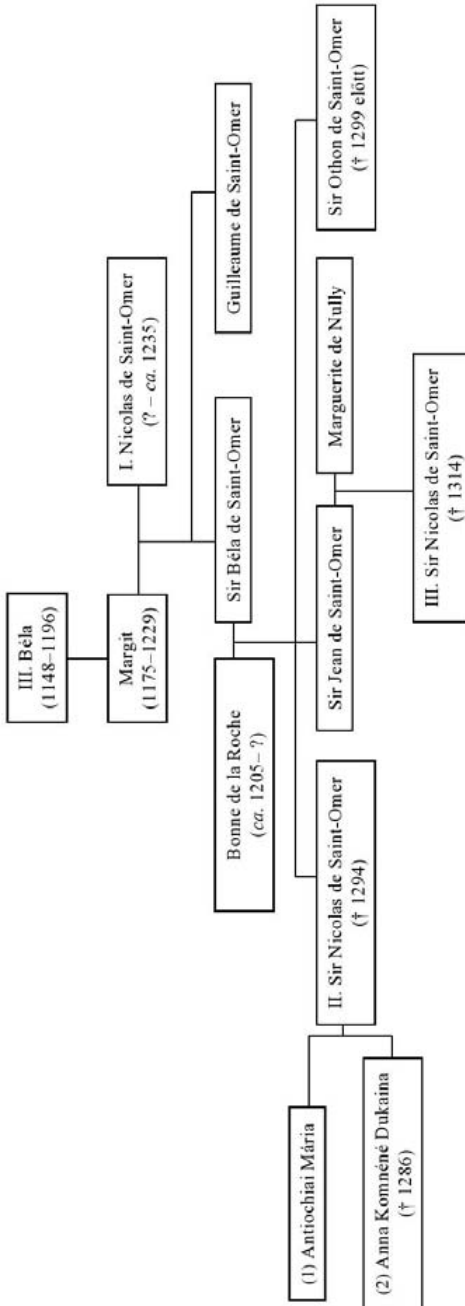 III. Béla
(1148–1196)
Margit
(1175–1229)
I. Nicolas de Saint-Omer
(? – ca. 1235)
Bonne de la Roche
(ca. 1205– ?)
Sir Béla de Saint-Omer
Guilleaume de Saint-Omer
(1) Antiochiai Mária
(2) Anna Komnéné Dukaina
(† 1286)
II. Sir Nicolas de Saint-Omer
(† 1294)
Sir Jean de Saint-Omer
Marguerite de Nully
Sir Othon de Saint-Omer
(† 1299 előtt)
III. Sir Nicolas de Saint-Omer
(† 1314)